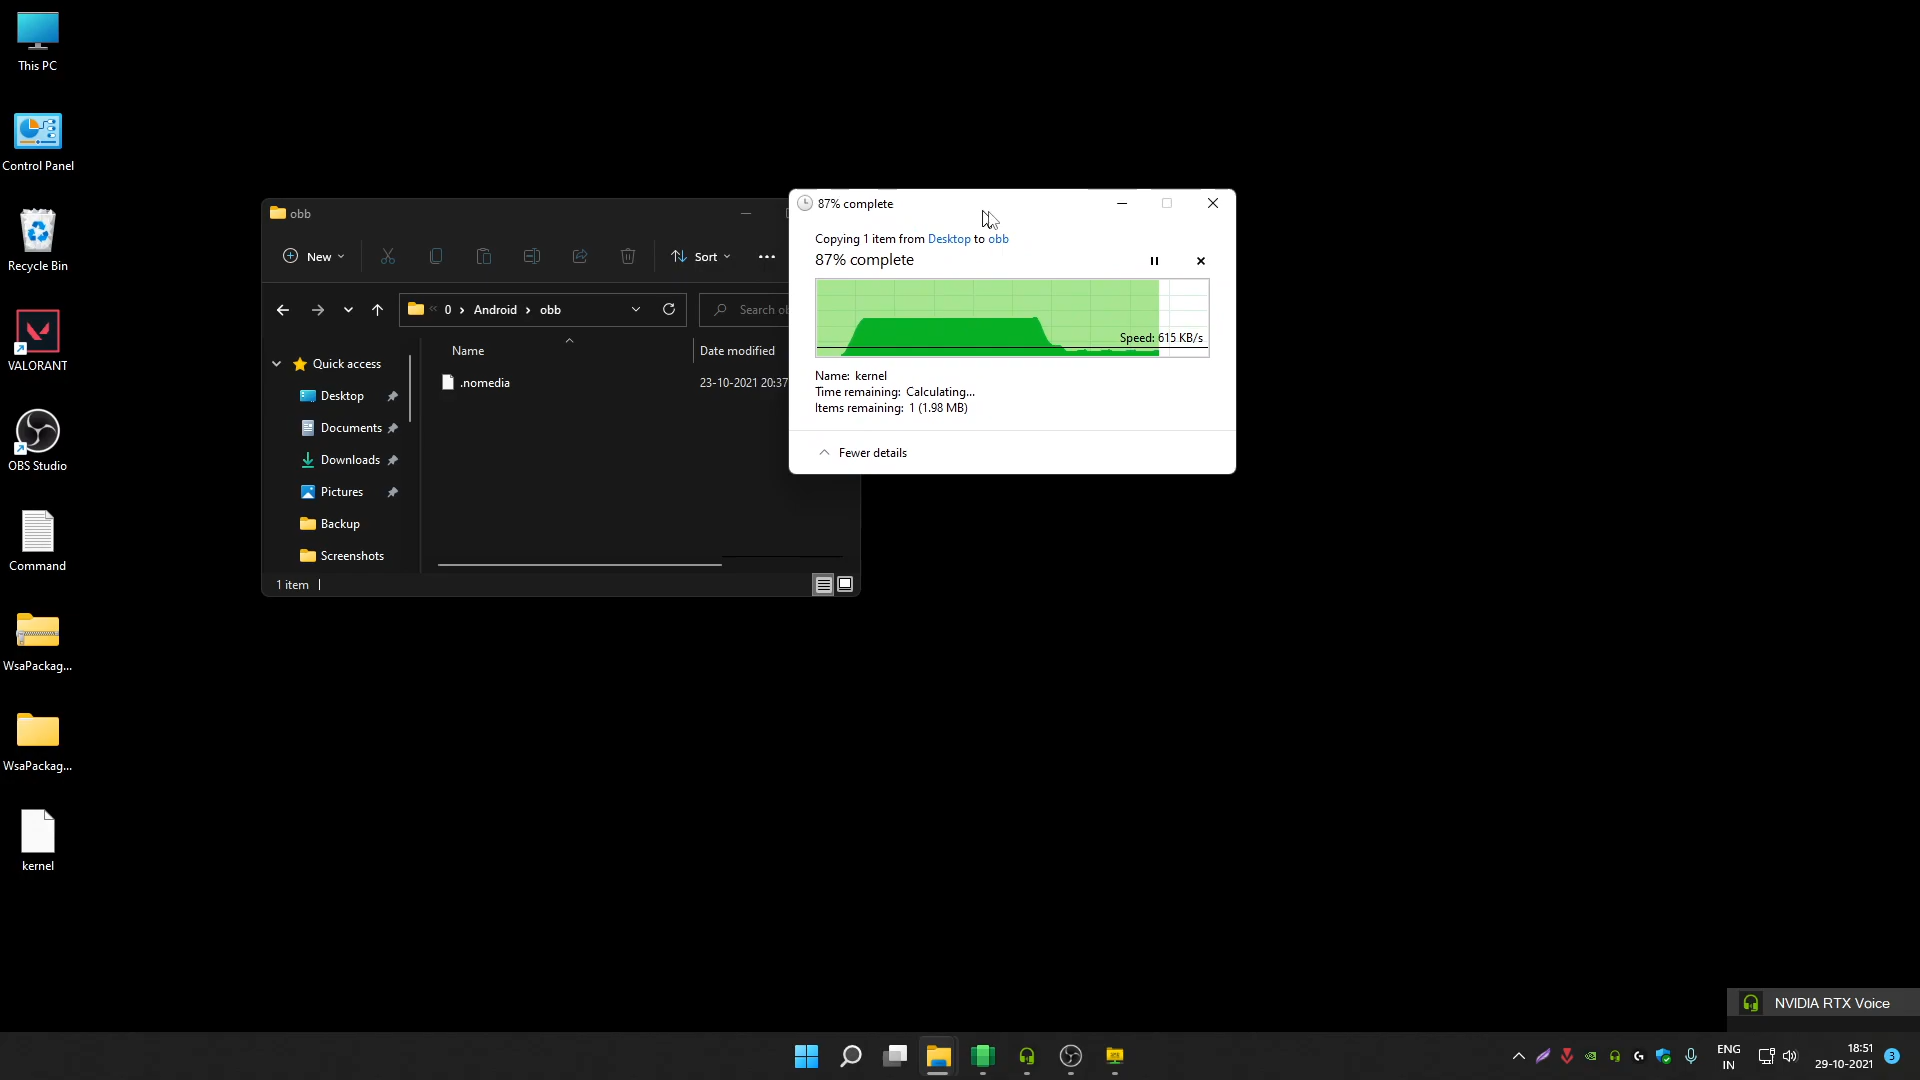 This PC
Control Panel
Recycle Bin
VALORANT
OBS Studio
Command
WsaPackag...
WsaPackag...
kernel
obb
New
Sort
0 › Android › obb
Search ob
Name
Date modified
Quick access
Desktop
Documents
Downloads
Pictures
Backup
Screenshots
.nomedia
23-10-2021 20:37
1 item
87% complete
Copying 1 item from Desktop to obb
87% complete
Speed: 615 KB/s
Name: kernel
Time remaining: Calculating...
Items remaining: 1 (1.98 MB)
Fewer details
NVIDIA RTX Voice
ENG
IN
18:51
29-10-2021
3